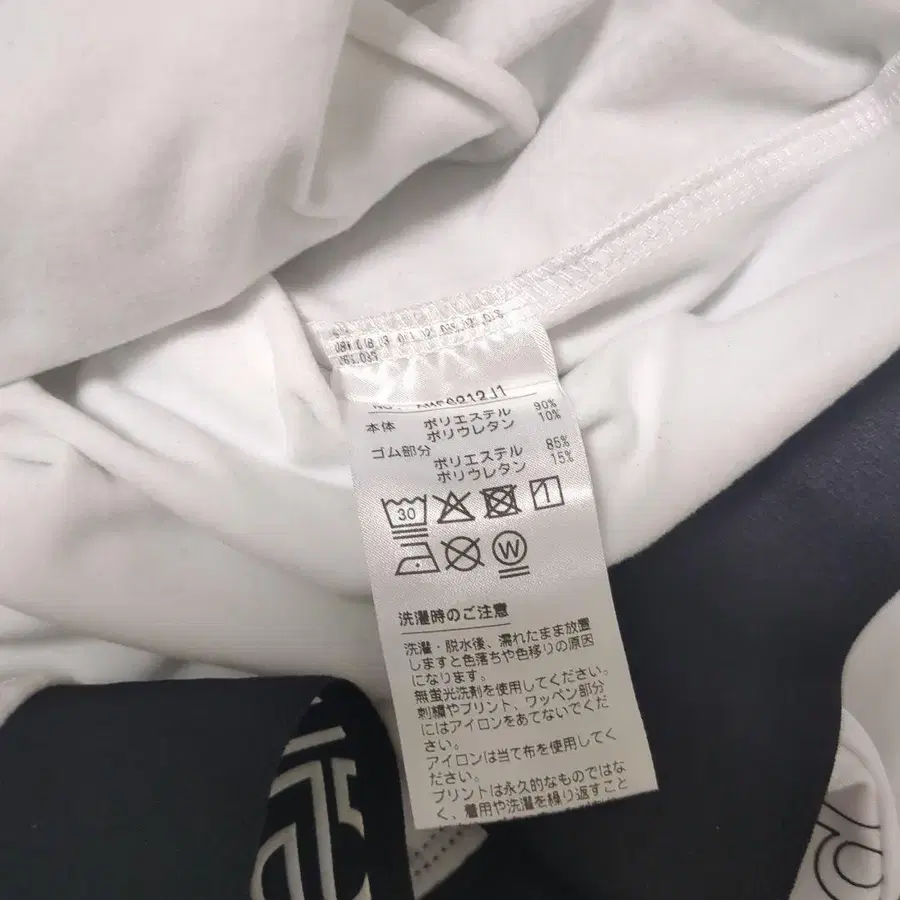 本体 ポリエステル 90%
ポリウレタン 10%
ゴム部分
ポリエステル 85%
ポリウレタン 15%
30
W
洗濯時のご注意
洗濯・脱水後、濡れたまま放置
しますと色落ちや色移りの原因
になります。
無蛍光洗剤を使用してください。
刺繍やプリント、ワッペン部分
にはアイロンをあてないでくだ
さい。
アイロンは当て布を使用してく
ださい。
プリントは永久的なものではな
く、着用や洗濯を繰り返すこと